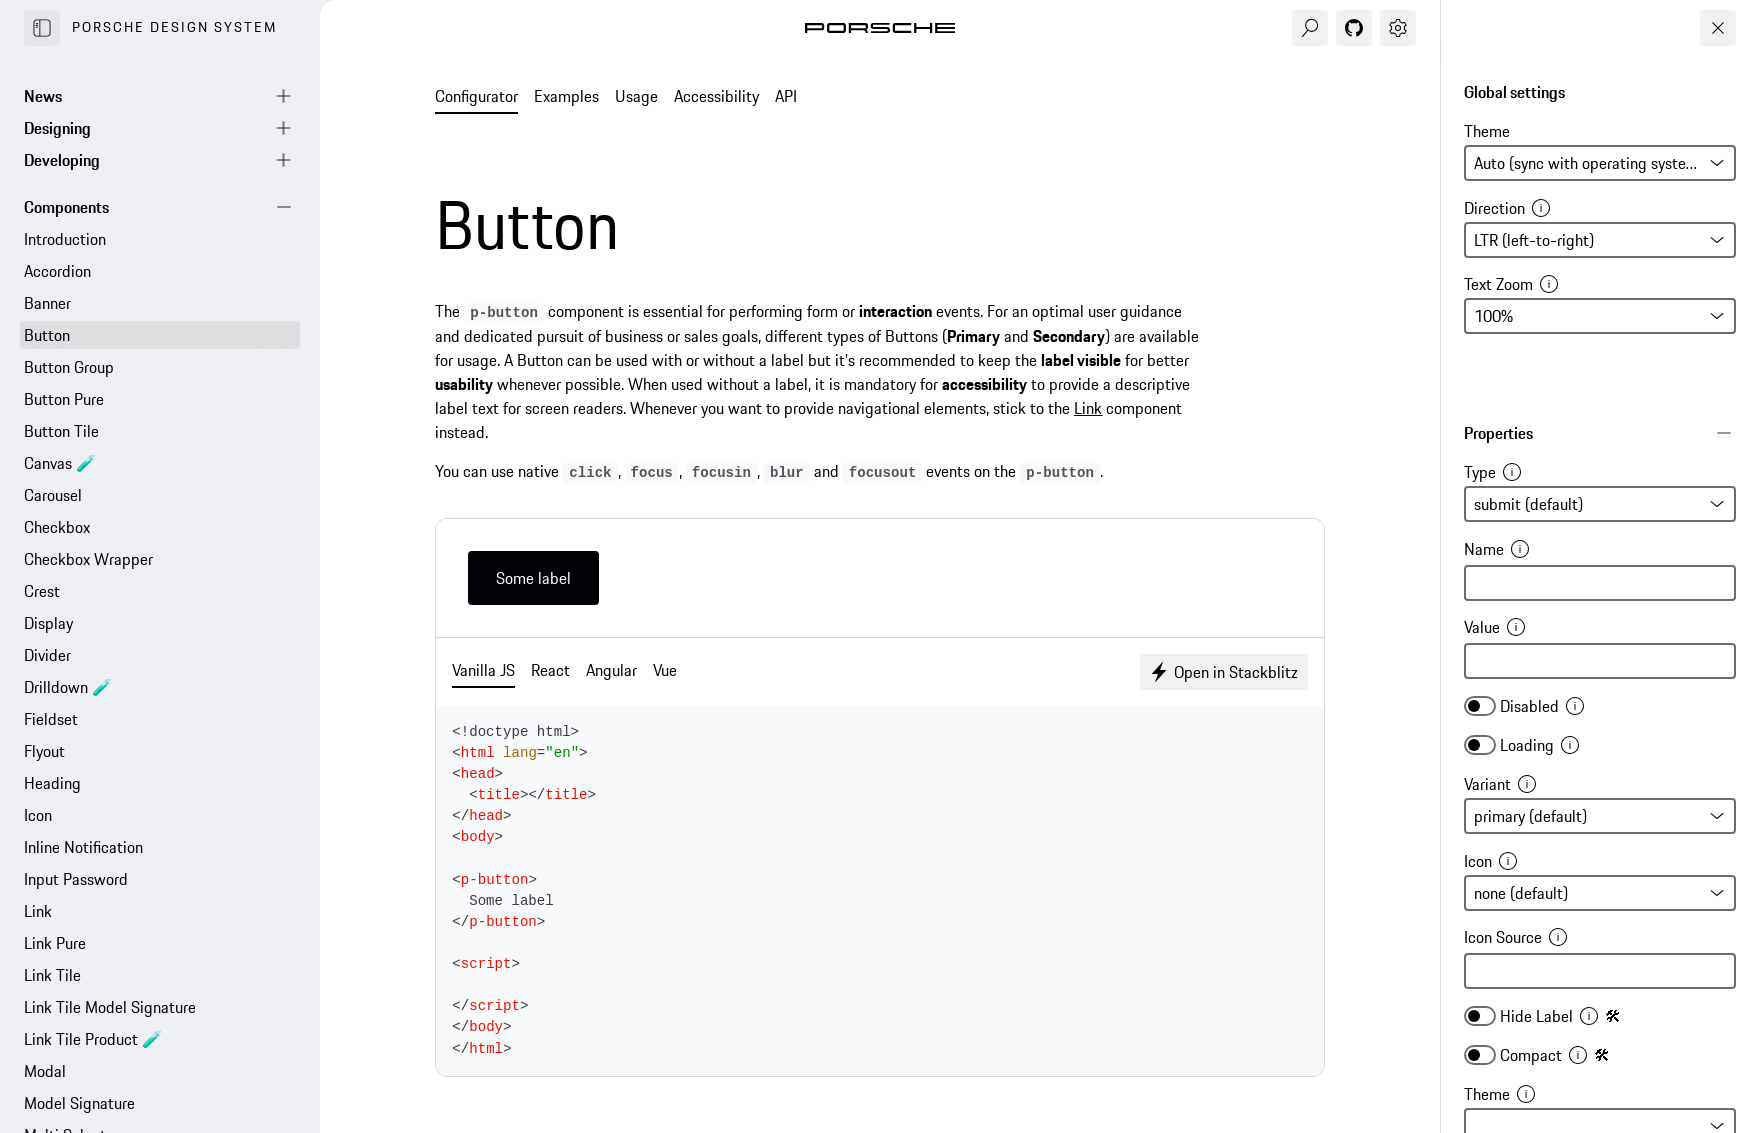 PORSCHE DESIGN SYSTEM
News
Designing
Developing
Components
Introduction
Accordion
Banner
Button
Button Group
Button Pure
Button Tile
Canvas 🧪
Carousel
Checkbox
Checkbox Wrapper
Crest
Display
Divider
Drilldown 🧪
Fieldset
Flyout
Heading
Icon
Inline Notification
Input Password
Link
Link Pure
Link Tile
Link Tile Model Signature
Link Tile Product 🧪
Modal
Model Signature
PORSCHE
Configurator Examples Usage Accessibility API
Button
The p-button component is essential for performing form or interaction events. For an optimal user guidance
and dedicated pursuit of business or sales goals, different types of Buttons (Primary and Secondary) are available
for usage. A Button can be used with or without a label but it's recommended to keep the label visible for better
usability whenever possible. When used without a label, it is mandatory for accessibility to provide a descriptive
label text for screen readers. Whenever you want to provide navigational elements, stick to the Link component
instead.
You can use native click, focus, focusin, blur and focusout events on the p-button.
Some label
Vanilla JS React Angular Vue
Open in Stackblitz
<!doctype html>
<html lang="en">
<head>
  <title></title>
</head>
<body>
<p-button>
  Some label
</p-button>
<script>
</script>
</body>
</html>
Global settings
Theme
Auto (sync with operating syste...
Direction
LTR (left-to-right)
Text Zoom
100%
Properties
Type
submit (default)
Name
Value
Disabled
Loading
Variant
primary (default)
Icon
none (default)
Icon Source
Hide Label 🛠
Compact 🛠
Theme